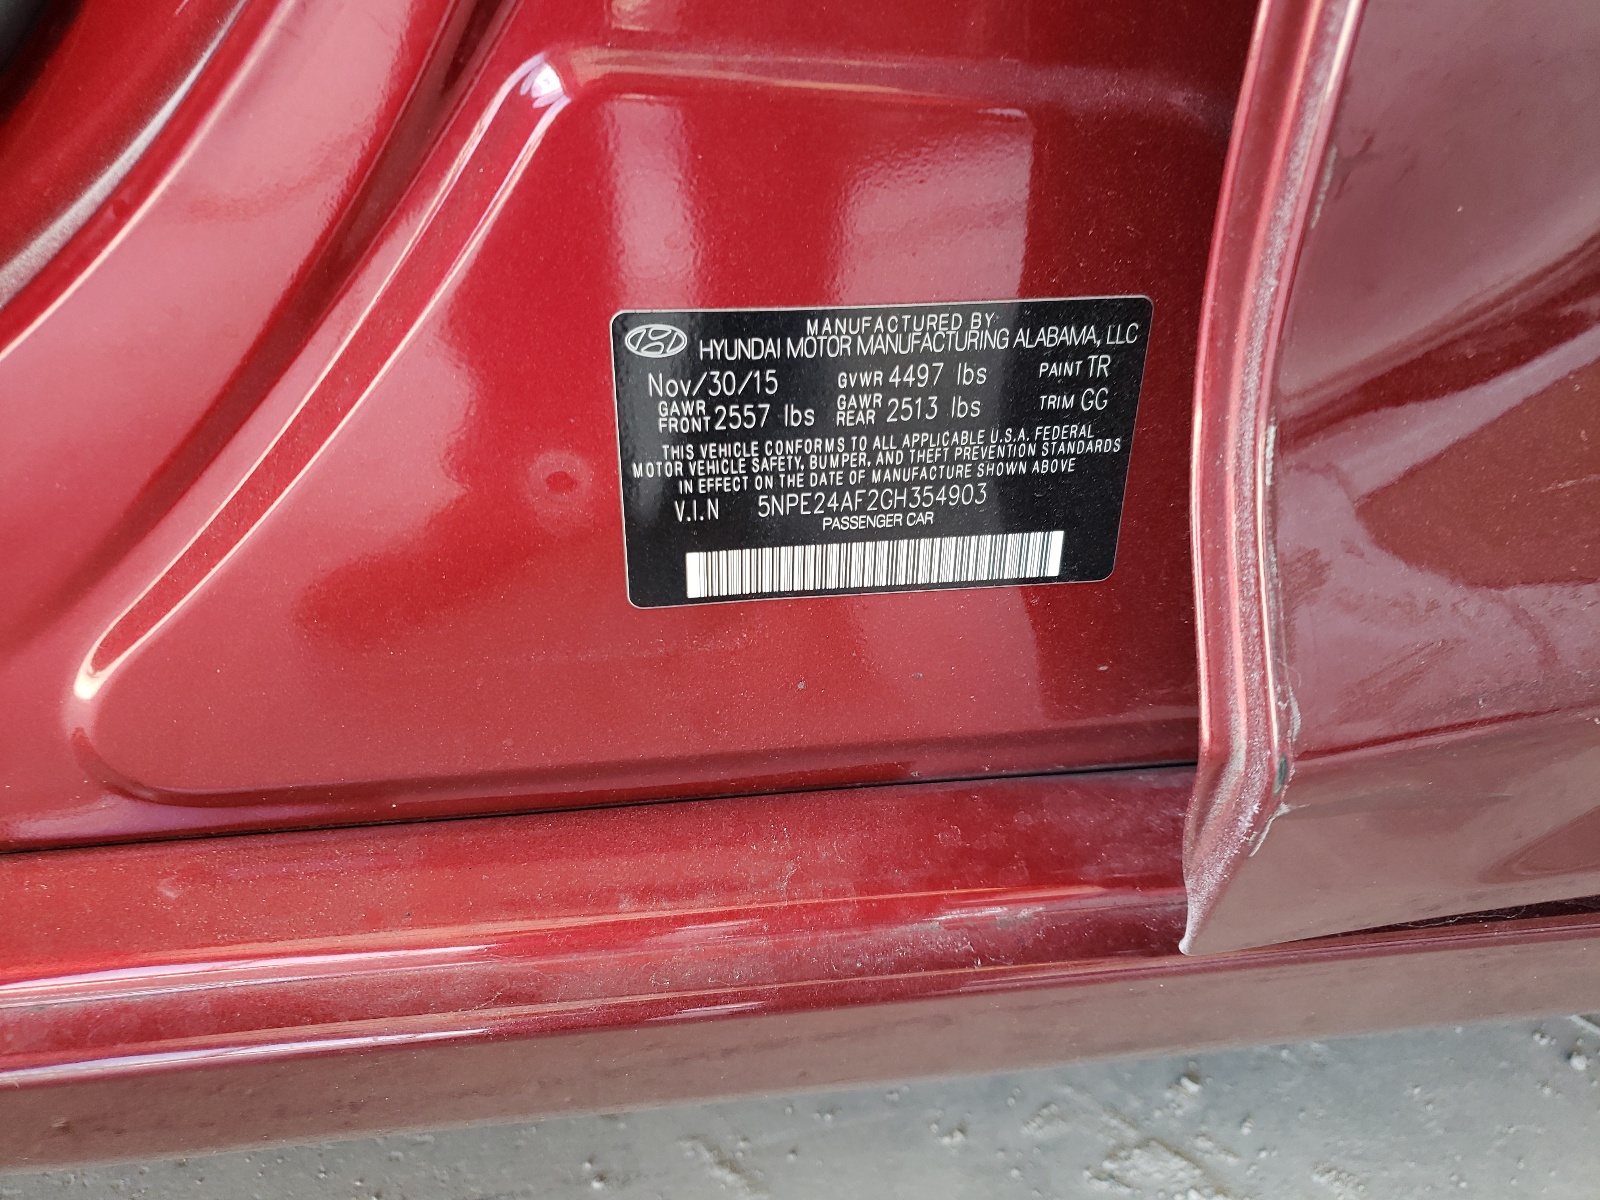 MANUFACTURED BY:
HYUNDAI MOTOR MANUFACTURING ALABAMA, LLC
Nov/30/15 GVWR 4497 lbs PAINT TR
GAWR FRONT 2557 lbs GAWR REAR 2513 lbs TRIM GG
THIS VEHICLE CONFORMS TO ALL APPLICABLE U.S.A. FEDERAL
MOTOR VEHICLE SAFETY, BUMPER, AND THEFT PREVENTION STANDARDS
IN EFFECT ON THE DATE OF MANUFACTURE SHOWN ABOVE
V.I.N 5NPE24AF2GH354903
PASSENGER CAR